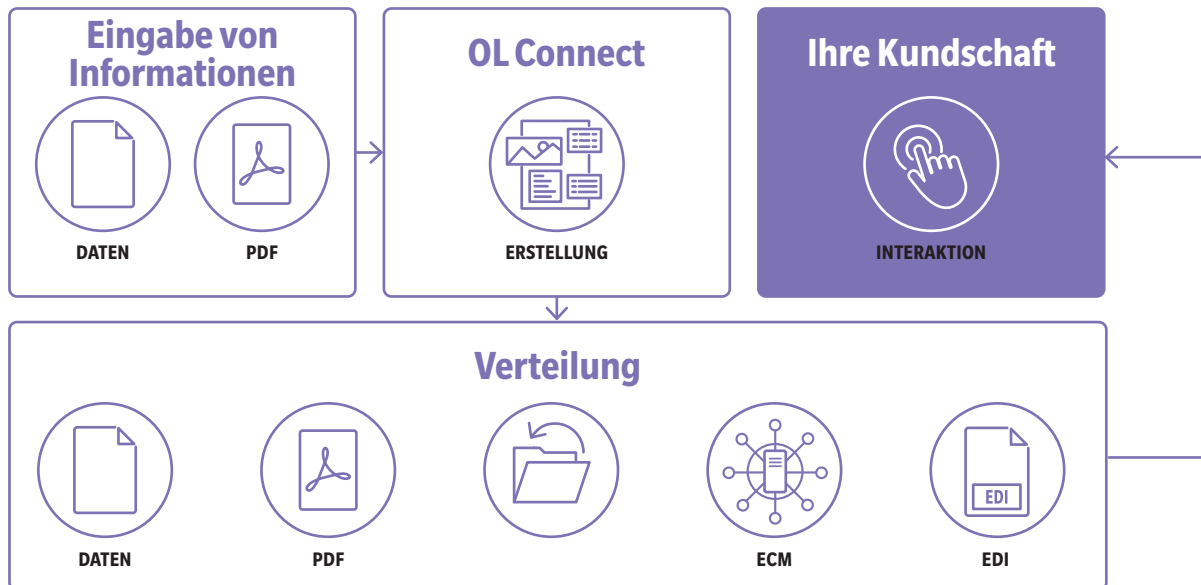 Eingabe von
Informationen
DATEN
PDF
OL Connect
ERSTELLUNG
Ihre Kundschaft
INTERAKTION
Verteilung
DATEN
PDF
ECM
EDI
EDI